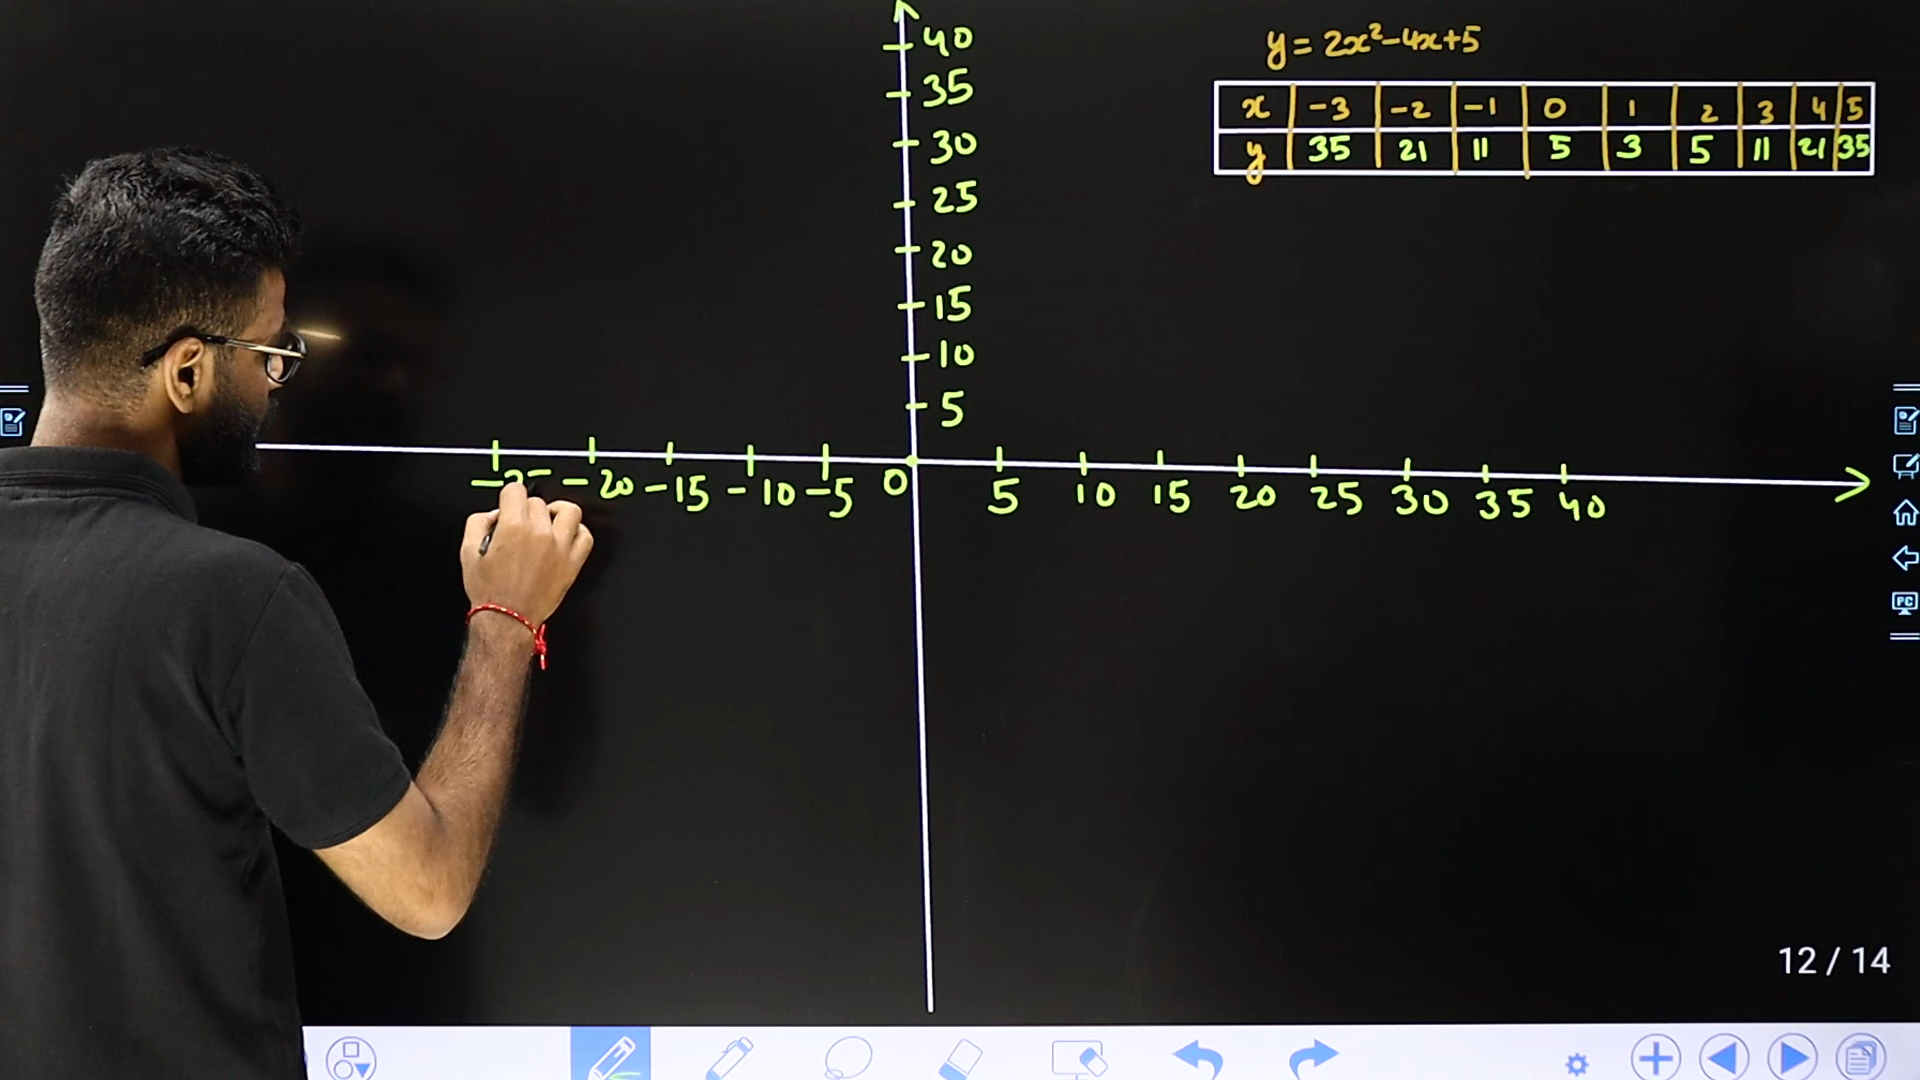 y = 2x²-4x+5
x -3 -2 -1 0 1 2 3 4 5
y 35 21 11 5 3 5 11 21 35
40
35
30
25
20
15
10
5
-20 -15 -10 -5 0 5 10 15 20 25 30 35 40
PC
12 / 14